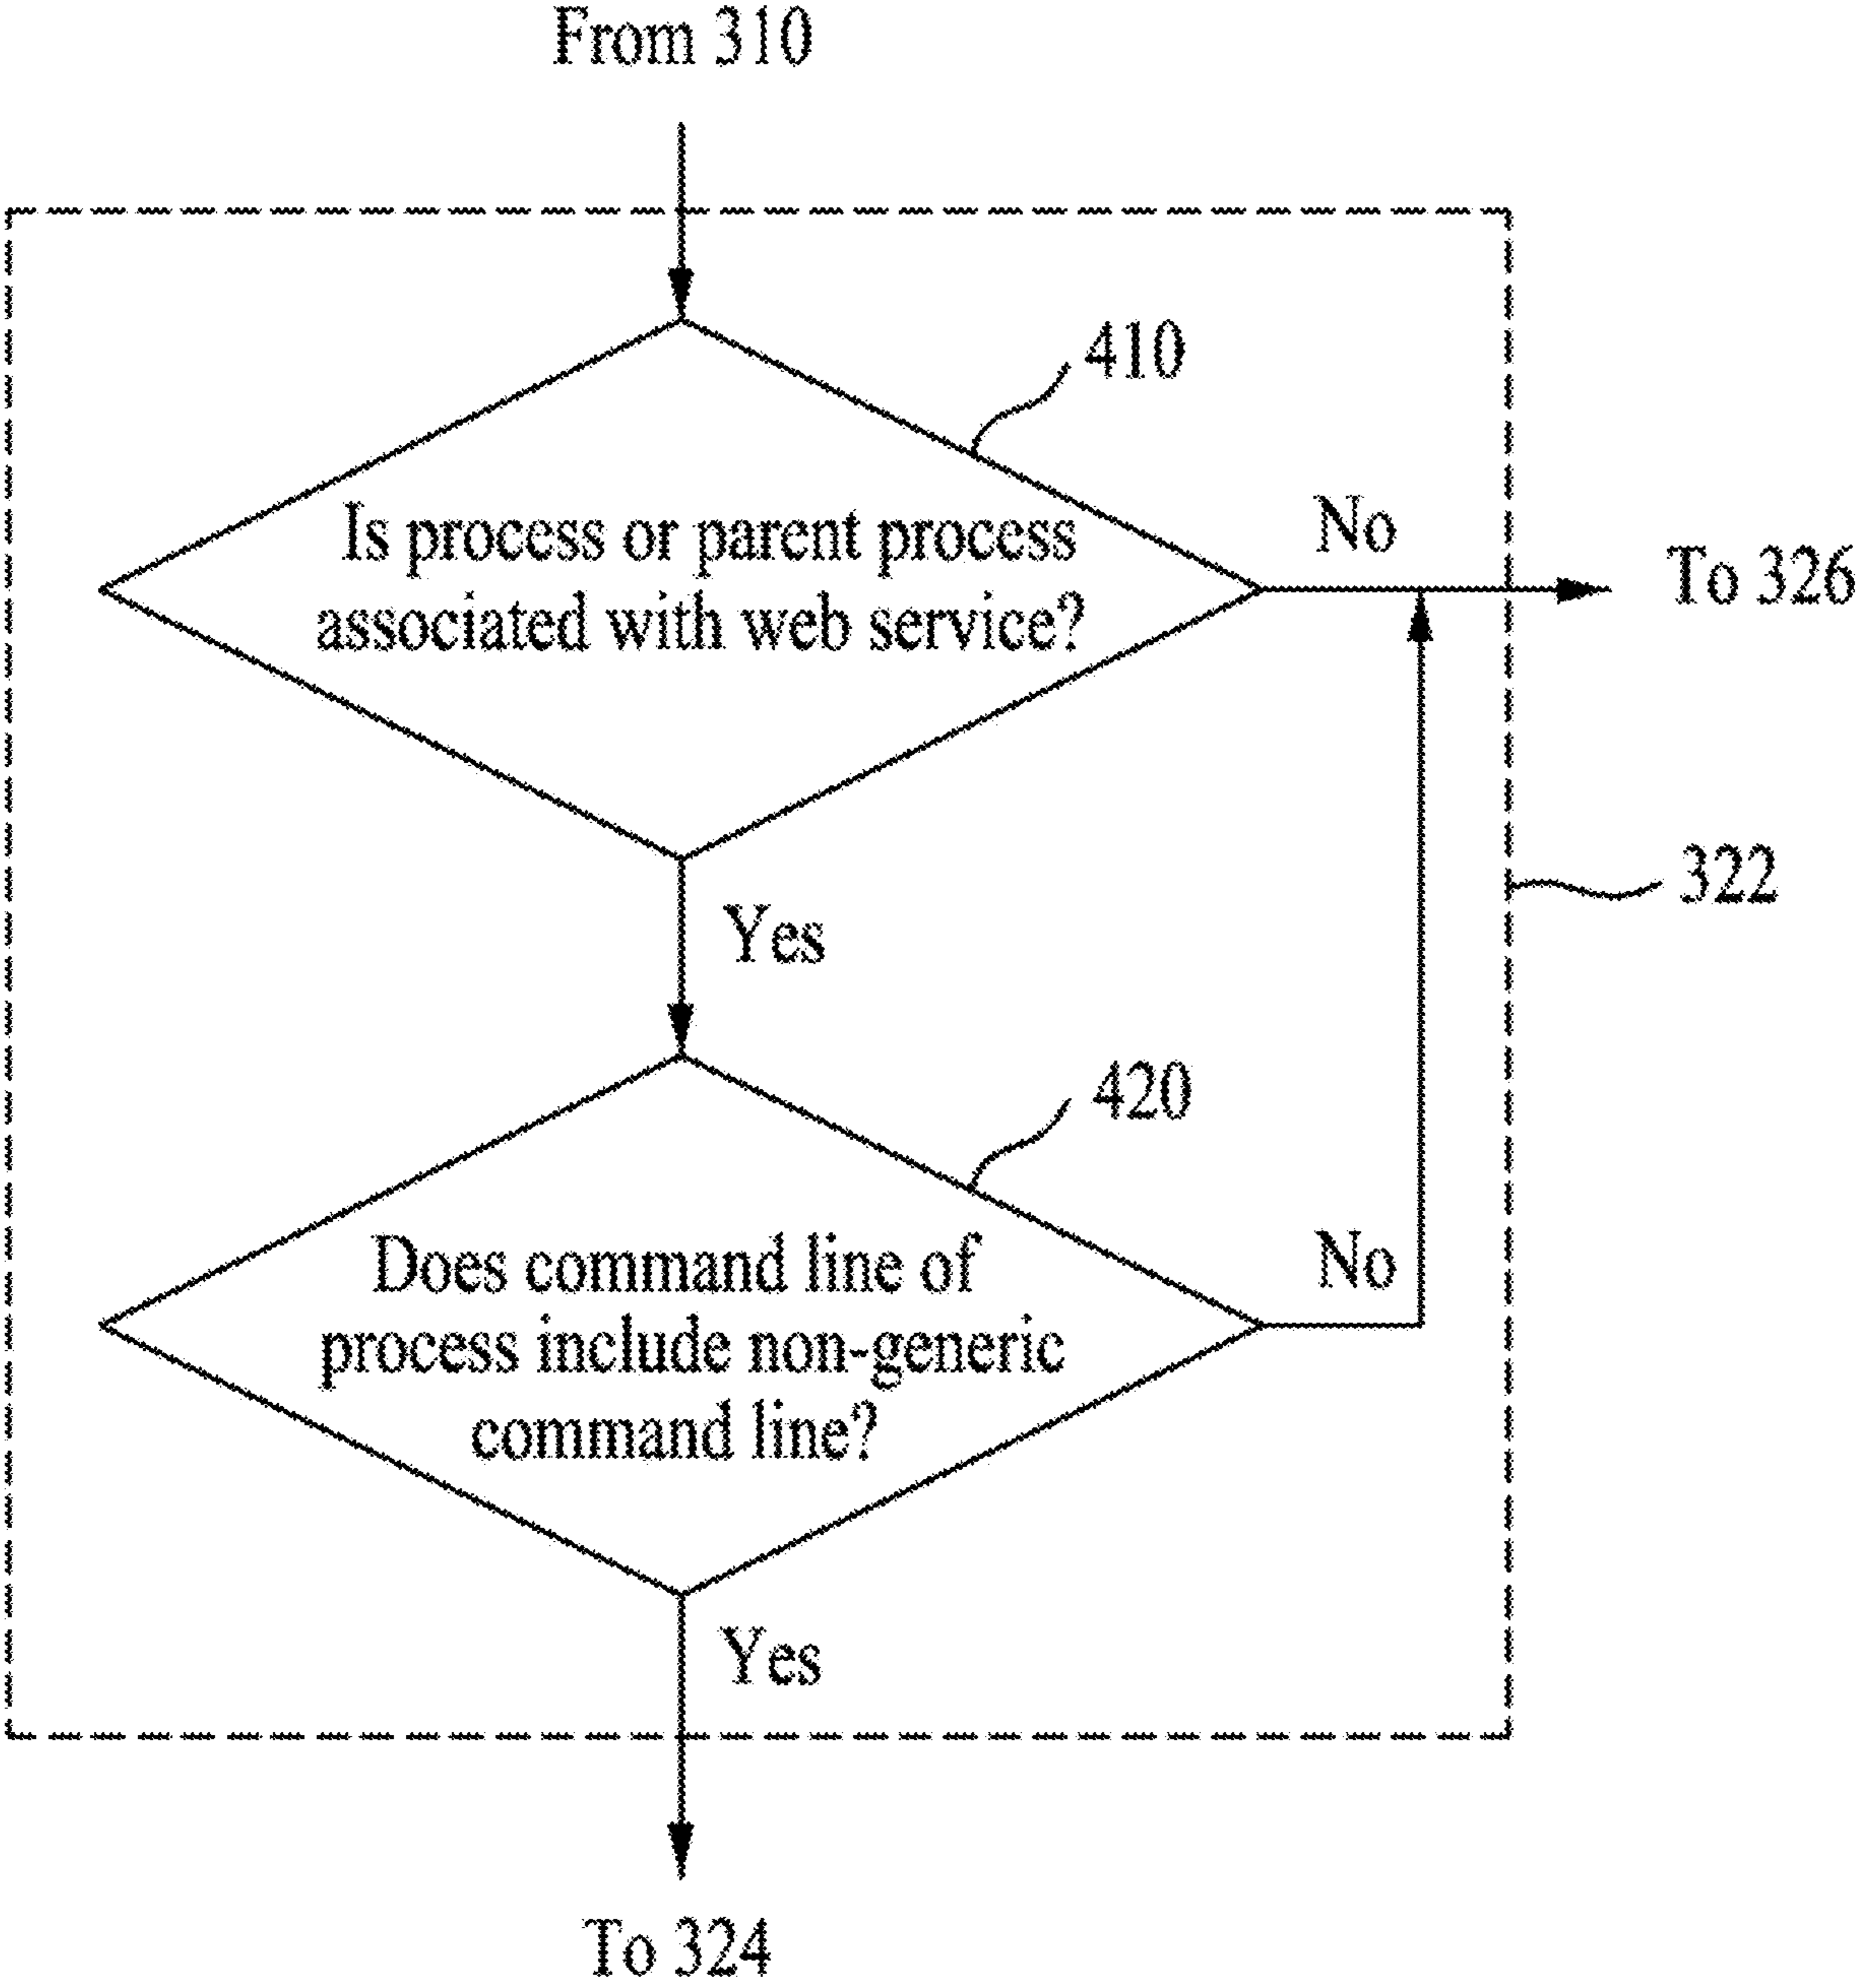 From 310
410
Is process or parent process
associated with web service?
No
To 326
322
Yes
420
Does command line of
process include non-generic
command line?
No
Yes
To 324